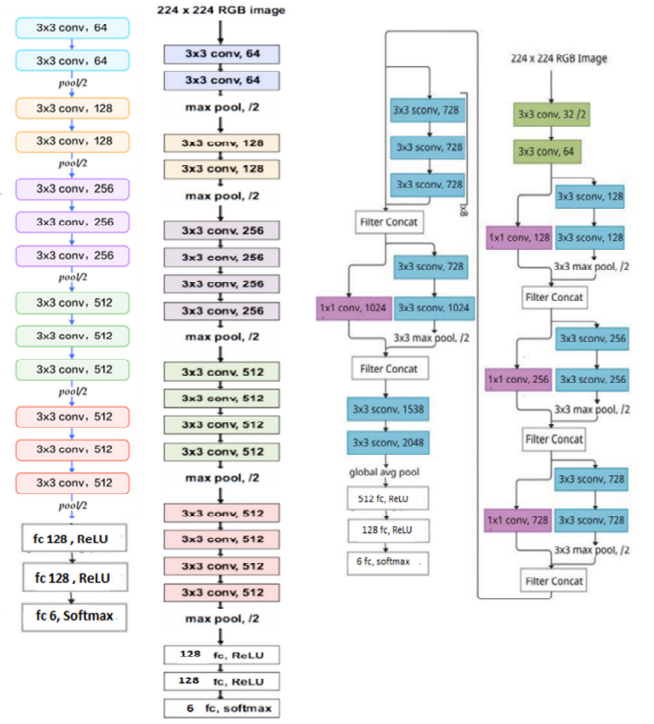 3x3 conv, 64
3x3 conv, 64
pool/2
3x3 conv, 128
3x3 conv, 128
pool/2
3x3 conv, 256
3x3 conv, 256
3x3 conv, 256
pool/2
3x3 conv, 512
3x3 conv, 512
3x3 conv, 512
pool/2
3x3 conv, 512
3x3 conv, 512
3x3 conv, 512
pool/2
fc 128 , ReLU
fc 128 , ReLU
fc 6, Softmax
224 x 224 RGB image
3x3 conv, 64
3x3 conv, 64
max pool, /2
3x3 conv, 128
3x3 conv, 128
max pool, /2
3x3 conv, 256
3x3 conv, 256
3x3 conv, 256
3x3 conv, 256
max pool, /2
3x3 conv, 512
3x3 conv, 512
3x3 conv, 512
3x3 conv, 512
max pool, /2
3x3 conv, 512
3x3 conv, 512
3x3 conv, 512
3x3 conv, 512
max pool, /2
128 fc, ReLU
128 fc, ReLU
6 fc, softmax
3x3 sconv, 728
3x3 sconv, 728
3x3 sconv, 728
8x
Filter Concat
3x3 sconv, 728
1x1 conv, 1024
3x3 sconv, 1024
3x3 max pool, /2
Filter Concat
3x3 sconv, 1538
3x3 sconv, 2048
global avg pool
512 fc, ReLU
128 fc, ReLU
6 fc, softmax
224 x 224 RGB Image
3x3 conv, 32 /2
3x3 conv, 64
3x3 sconv, 128
1x1 conv, 128
3x3 sconv, 128
3x3 max pool, /2
Filter Concat
3x3 sconv, 256
1x1 conv, 256
3x3 sconv, 256
3x3 max pool, /2
Filter Concat
3x3 sconv, 728
1x1 conv, 728
3x3 sconv, 728
3x3 max pool, /2
Filter Concat